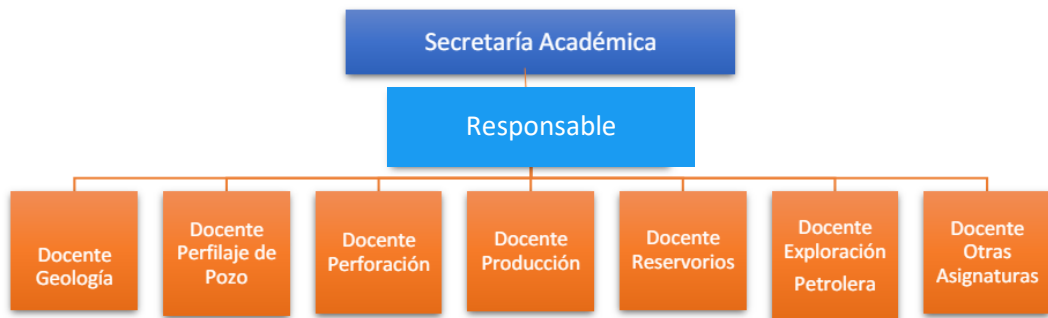 Secretaría Académica
Responsable
Docente
Geología
Docente
Perfilaje de
Pozo
Docente
Perforación
Docente
Producción
Docente
Reservorios
Docente
Exploración
Petrolera
Docente
Otras
Asignaturas